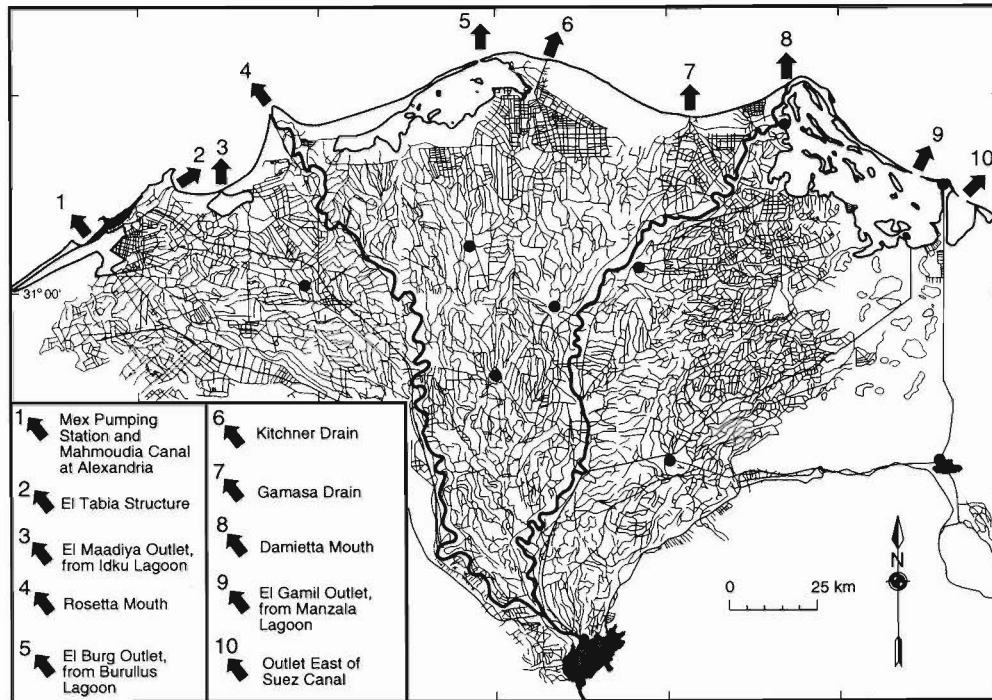 5
6
4
8
7
2
3
9
10
1
31° 00'
1
Mex Pumping
Station and
Mahmoudia Canal
at Alexandria
2
El Tabia Structure
3
El Maadiya Outlet,
from Idku Lagoon
4
Rosetta Mouth
5
El Burg Outlet,
from Burullus
Lagoon
6
Kitchner Drain
7
Gamasa Drain
8
Damietta Mouth
9
El Gamil Outlet,
from Manzala
Lagoon
10
Outlet East of
Suez Canal
N
0 25 km